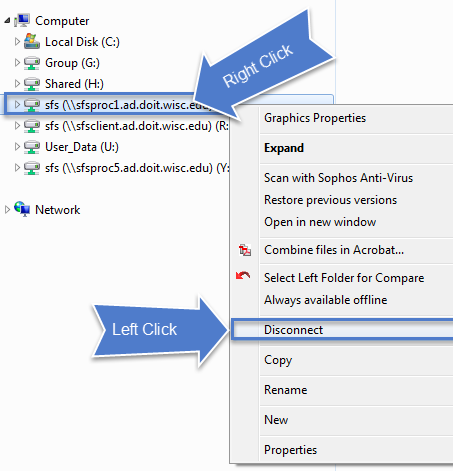 Computer
Local Disk (C:)
Group (G:)
Shared (H:)
sfs (\\sfsproc1.ad.doit.wisc.edu)
sfs (\\sfsclient.ad.doit.wisc.edu) (R:
User_Data (U:)
sfs (\\sfsproc5.ad.doit.wisc.edu) (Y:
Network
Right Click
Left Click
Graphics Properties
Expand
Scan with Sophos Anti-Virus
Restore previous versions
Open in new window
Combine files in Acrobat...
Select Left Folder for Compare
Always available offline
Disconnect
Copy
Rename
New
Properties